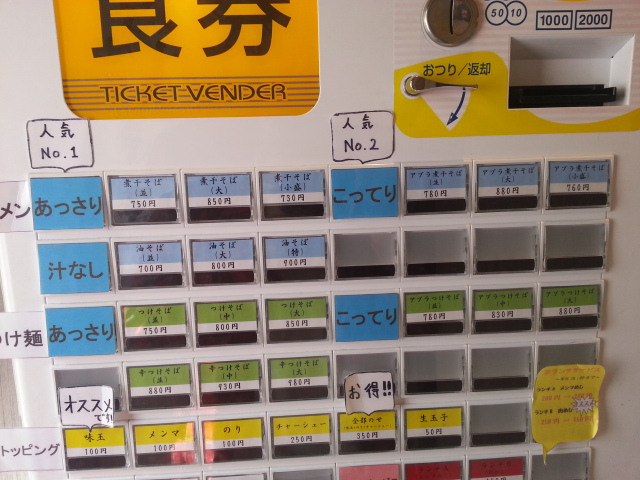 食券
TICKET VENDER
50 10
1000 2000
おつり/返却
人気
No.1
人気
No.2
メン
あっさり
煮干そば
(並)
750円
煮干そば
(大)
850円
煮干そば
(小盛)
730円
こってり
アブラ煮干そば
(並)
780円
アブラ煮干そば
(大)
880円
アブラ煮干そば
(小盛)
760円
汁なし
油そば
(並)
700円
油そば
(大)
800円
油そば
(特)
900円
つけ麺
あっさり
つけそば
(並)
750円
つけそば
(中)
800円
つけそば
(大)
850円
こってり
アブラつけそば
(並)
780円
アブラつけそば
(中)
830円
アブラつけそば
(大)
880円
辛つけそば
(並)
880円
辛つけそば
(中)
930円
辛つけそば
(大)
980円
オススメ
です!
お得!!
トッピング
味玉
100円
メンマ
100円
のり
100円
チャーシュー
250円
全部のせ
350円
生玉子
50円